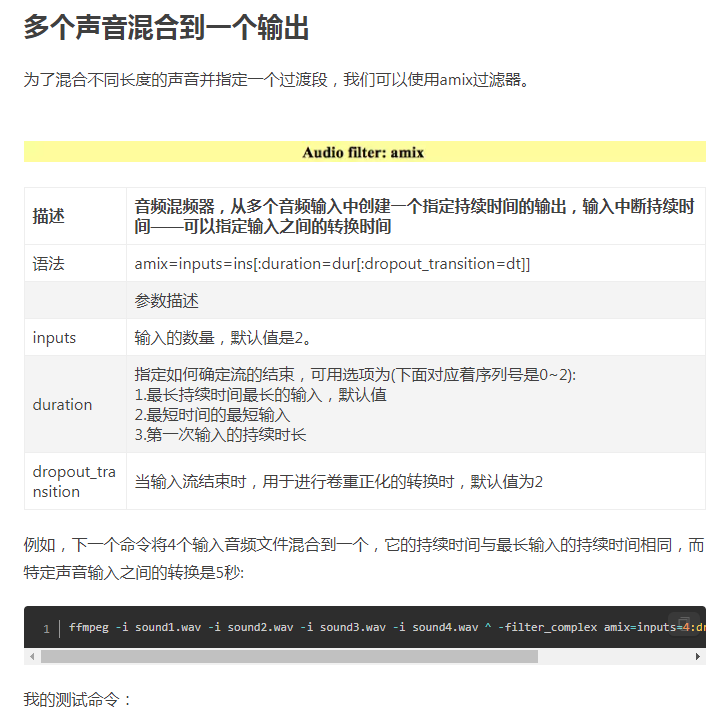 多个声音混合到一个输出
为了混合不同长度的声音并指定一个过渡段，我们可以使用amix过滤器。
Audio filter: amix
描述
音频混频器，从多个音频输入中创建一个指定持续时间的输出，输入中断持续时
间——可以指定输入之间的转换时间
语法
amix=inputs=ins[:duration=dur[:dropout_transition=dt]]
参数描述
inputs
输入的数量，默认值是2。
duration
指定如何确定流的结束，可用选项为(下面对应着序列号是0~2):
1.最长持续时间最长的输入，默认值
2.最短时间的最短输入
3.第一次输入的持续时长
dropout_tra
nsition
当输入流结束时，用于进行卷重正化的转换时，默认值为2
例如，下一个命令将4个输入音频文件混合到一个，它的持续时间与最长输入的持续时间相同，而
特定声音输入之间的转换是5秒:
1 ffmpeg -i sound1.wav -i sound2.wav -i sound3.wav -i sound4.wav ^ -filter_complex amix=inputs=4:dr
我的测试命令：